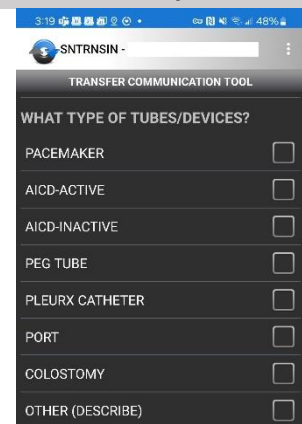 3:19
48%
SNTRNSIN -
TRANSFER COMMUNICATION TOOL
WHAT TYPE OF TUBES/DEVICES?
PACEMAKER
AICD-ACTIVE
AICD-INACTIVE
PEG TUBE
PLEURX CATHETER
PORT
COLOSTOMY
OTHER (DESCRIBE)